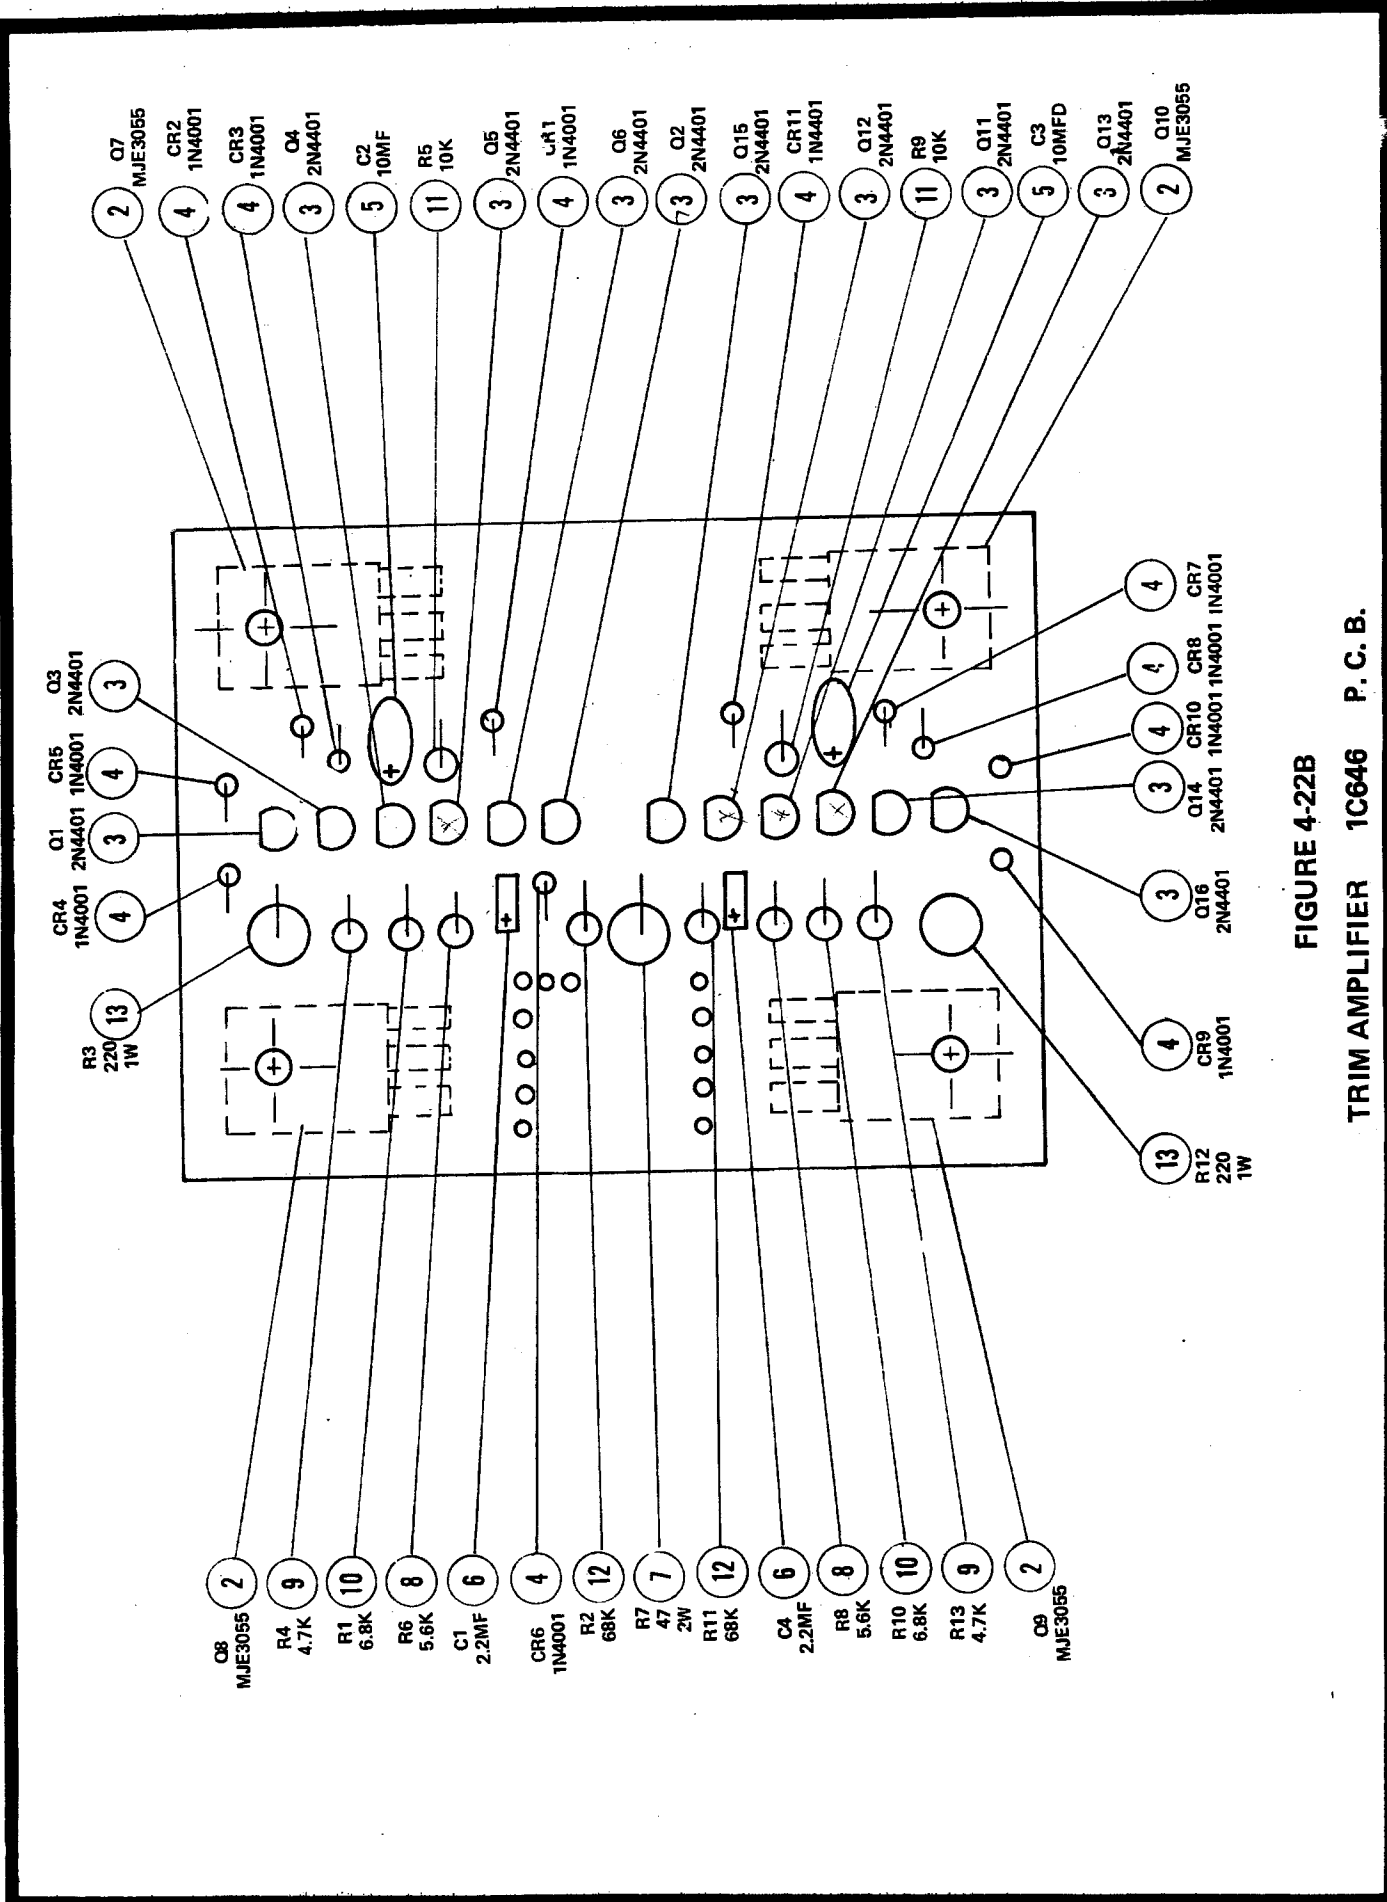 Q7
MJE3055
2
CR2
1N4001
4
CR3
1N4001
4
Q4
2N4401
3
C2
10MF
5
R5
10K
11
Q5
2N4401
3
1N4001
4
Q6
2N4401
3
Q2
2N4401
3
Q15
2N4401
3
CR11
1N4401
4
Q12
2N4401
3
R9
10K
11
Q11
2N4401
3
C3
10MFD
5
Q13
2N4401
3
Q10
MJE3055
2
Q3
2N4401
3
CR5
1N4001
4
Q1
2N4401
3
CR4
1N4001
4
R3
220
1W
13
4
CR7
1N4001
4
CR8
1N4001
4
CR10
1N4001
3
Q14
2N4401
3
Q16
2N4401
4
CR9
1N4001
13
R12
220
1W
+
+
+
+
+
+
+
+
2
Q8
MJE3055
9
R4
4.7K
10
R1
6.8K
8
R6
5.6K
6
C1
2.2MF
4
CR6
1N4001
12
R2
68K
7
R7
47
2W
12
R11
68K
6
C4
2.2MF
8
R8
5.6K
10
R10
6.8K
9
R13
4.7K
2
Q9
MJE3055
FIGURE 4-22B
TRIM AMPLIFIER 1C646 P. C. B.